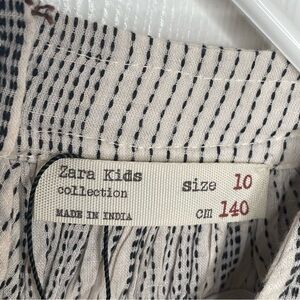 Zara Kids size 10
collection
MADE IN INDIA cm 140